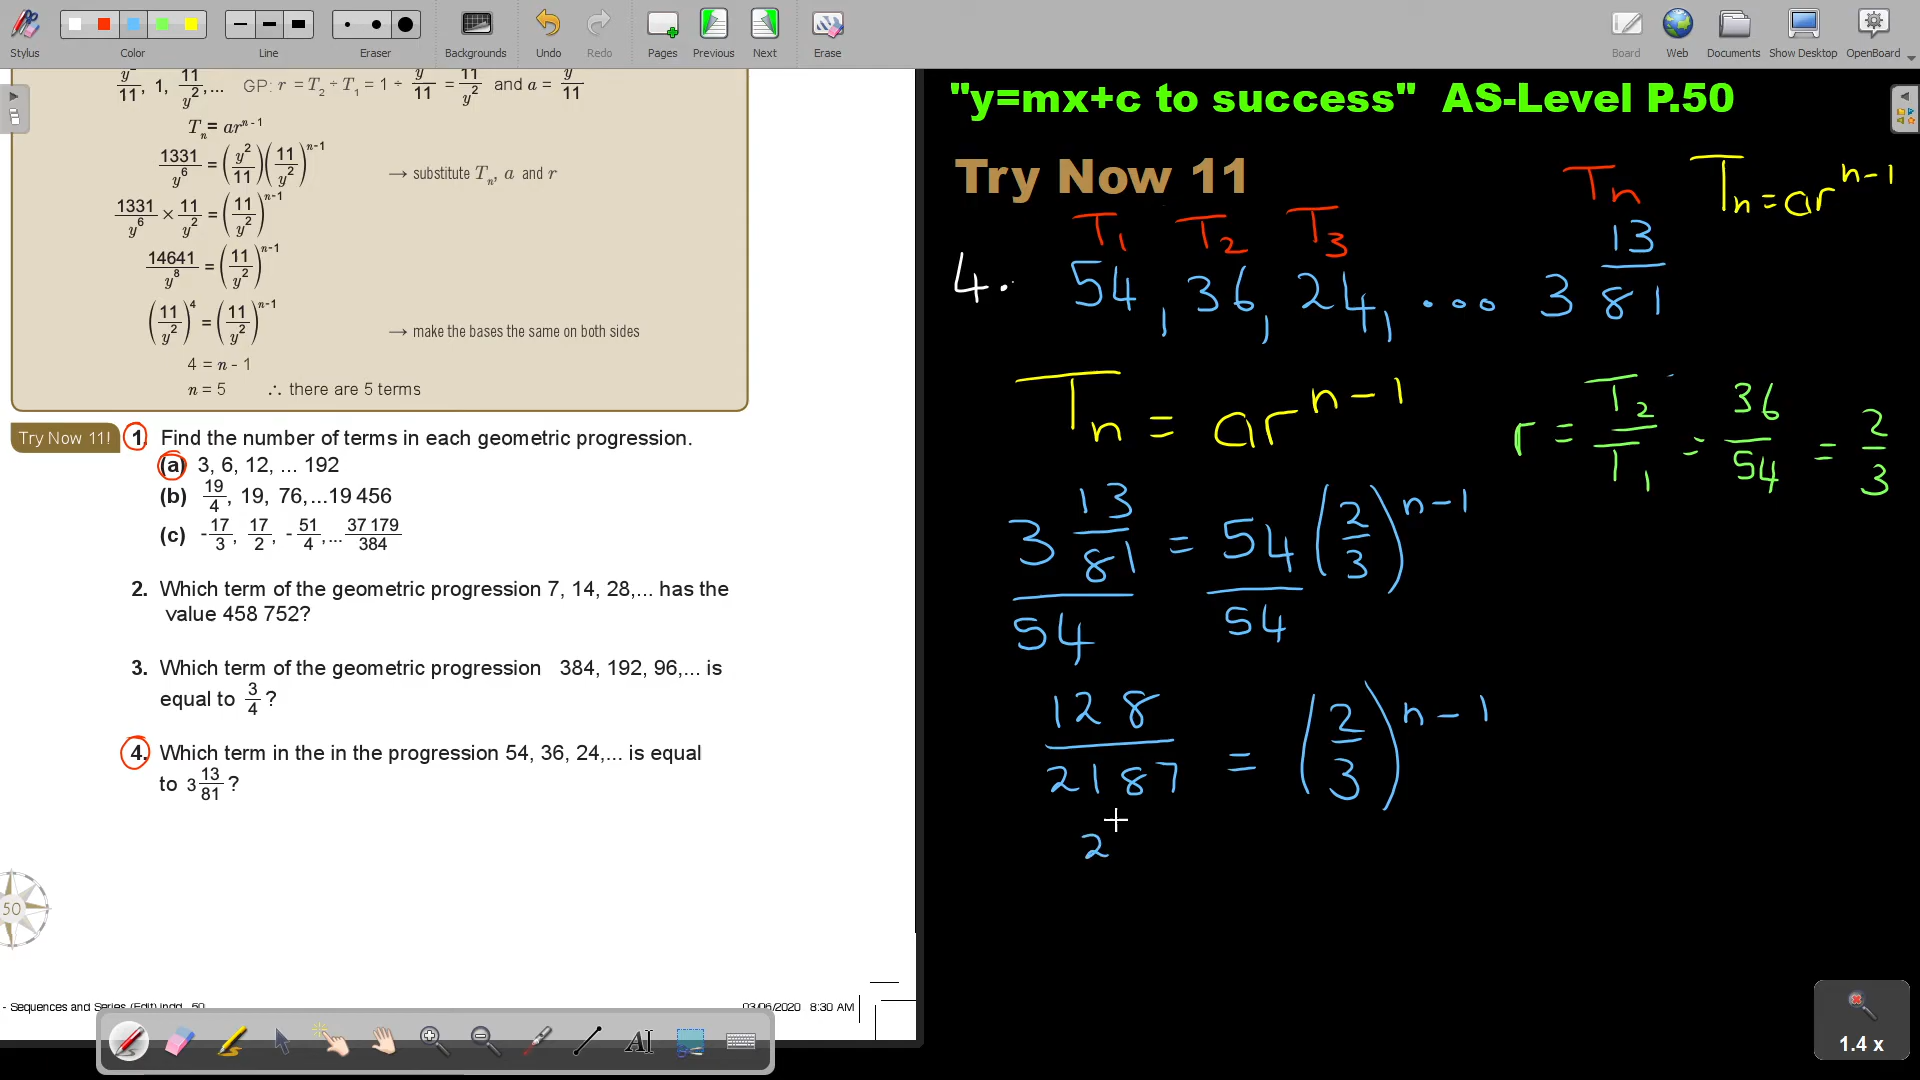 Stylus Color Line Eraser Backgrounds Undo Redo Pages Previous Next Erase Board Web Documents Show Desktop OpenBoard
y²/11, 1, 11/y²,... GP: r = T₂ ÷ T₁ = 1 ÷ y/11 = 11/y² and a = y/11
Tₙ = arⁿ⁻¹
1331/y⁶ = (y²/11)(11/y²)ⁿ⁻¹ → substitute Tₙ, a and r
1331/y⁶ × 11/y² = (11/y²)ⁿ⁻¹
14641/y⁸ = (11/y²)ⁿ⁻¹
(11/y²)⁴ = (11/y²)ⁿ⁻¹ → make the bases the same on both sides
4 = n - 1
n = 5 ∴ there are 5 terms
Try Now 11! 1. Find the number of terms in each geometric progression.
(a) 3, 6, 12, ... 192
(b) 19/4, 19, 76,...19 456
(c) -17/3, 17/2, -51/4,...37 179/384
2. Which term of the geometric progression 7, 14, 28,... has the
value 458 752?
3. Which term of the geometric progression 384, 192, 96,... is
equal to 3/4 ?
4. Which term in the in the progression 54, 36, 24,... is equal
to 3 13/81 ?
50
- Sequences and Series (Edit).indd 50 03/06/2020 8:30 AM
"y=mx+c to success" AS-Level P.50
Try Now 11
Tₙ = arⁿ⁻¹
T₁ T₂ T₃ Tₙ
4. 54, 36, 24, ... 3 13/81
Tₙ = arⁿ⁻¹
r = T₂/T₁ = 36/54 = 2/3
3 13/81 / 54 = 54/54 (2/3)ⁿ⁻¹
128/2187 = (2/3)ⁿ⁻¹
2
1.4 x